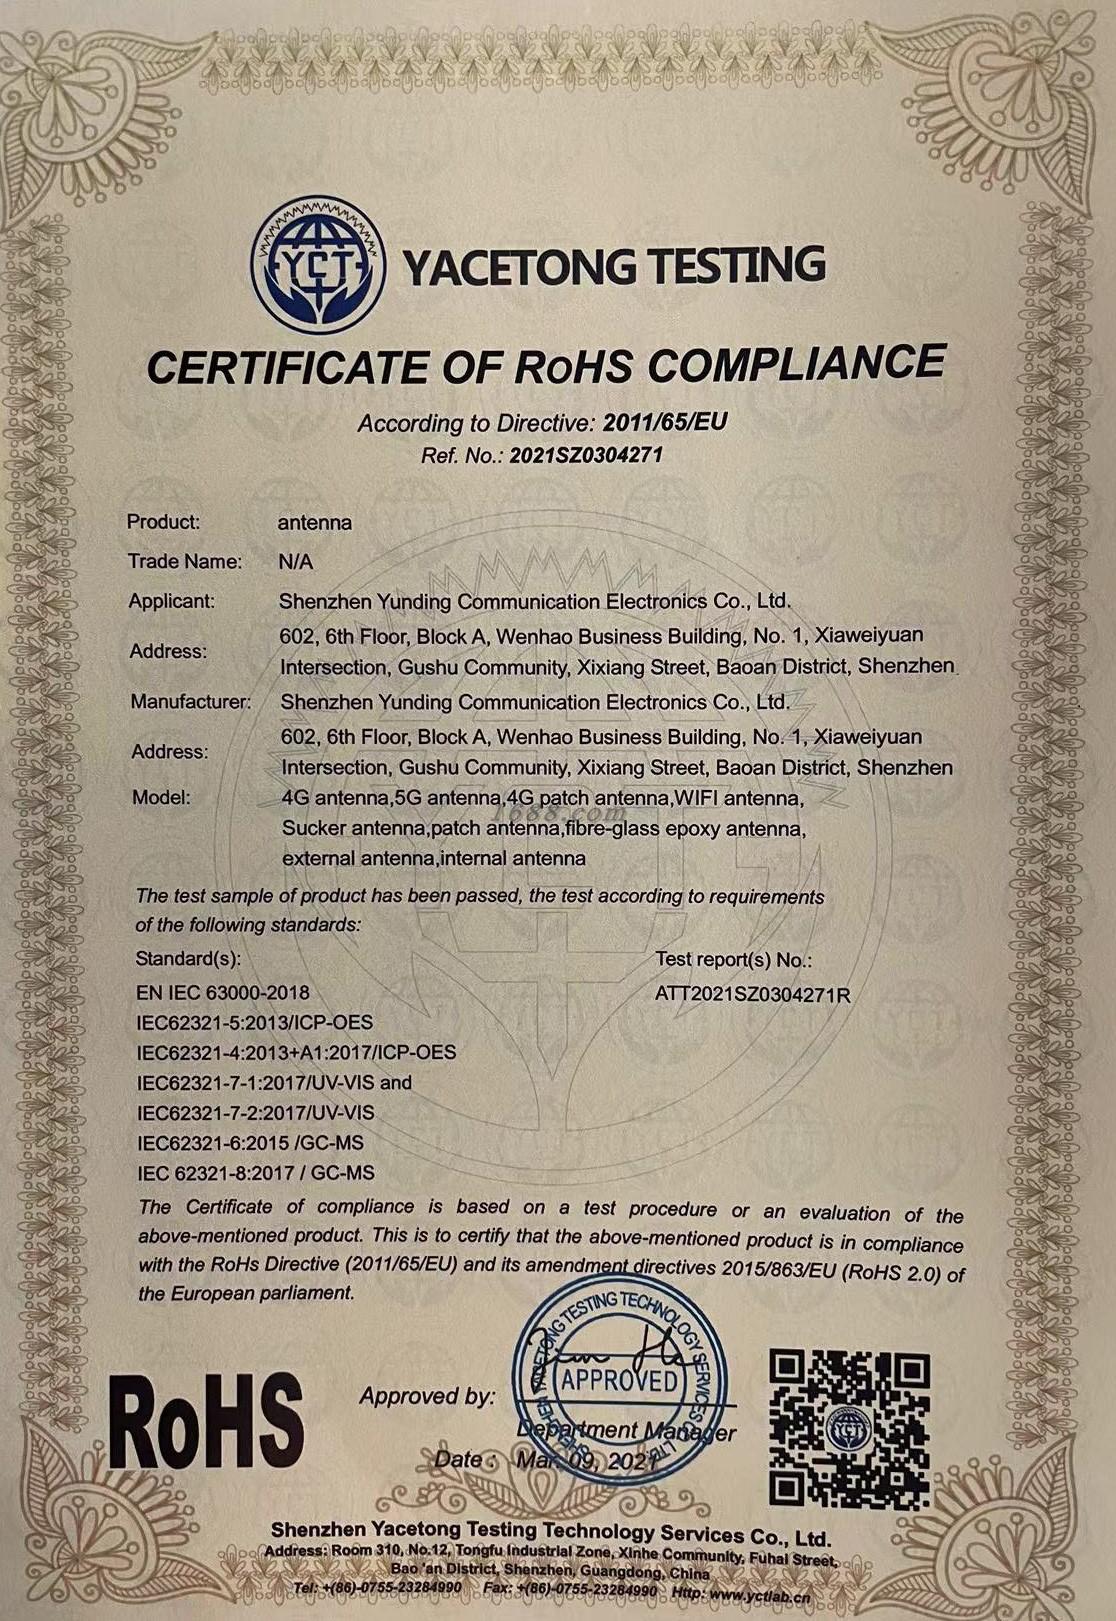 YCT
YACETONG TESTING
CERTIFICATE OF RoHS COMPLIANCE
According to Directive: 2011/65/EU
Ref. No.: 2021SZ0304271
Product: antenna
Trade Name: N/A
Applicant: Shenzhen Yunding Communication Electronics Co., Ltd.
Address: 602, 6th Floor, Block A, Wenhao Business Building, No. 1, Xiaweiyuan
Intersection, Gushu Community, Xixiang Street, Baoan District, Shenzhen
Manufacturer: Shenzhen Yunding Communication Electronics Co., Ltd.
Address: 602, 6th Floor, Block A, Wenhao Business Building, No. 1, Xiaweiyuan
Intersection, Gushu Community, Xixiang Street, Baoan District, Shenzhen
Model: 4G antenna,5G antenna,4G patch antenna,WIFI antenna,
1688.com
Sucker antenna,patch antenna,fibre-glass epoxy antenna,
external antenna,internal antenna
The test sample of product has been passed, the test according to requirements
of the following standards:
Standard(s): Test report(s) No.:
EN IEC 63000-2018 ATT2021SZ0304271R
IEC62321-5:2013/ICP-OES
IEC62321-4:2013+A1:2017/ICP-OES
IEC62321-7-1:2017/UV-VIS and
IEC62321-7-2:2017/UV-VIS
IEC62321-6:2015 /GC-MS
IEC 62321-8:2017 / GC-MS
The Certificate of compliance is based on a test procedure or an evaluation of the
above-mentioned product. This is to certify that the above-mentioned product is in compliance
with the RoHs Directive (2011/65/EU) and its amendment directives 2015/863/EU (RoHS 2.0) of
the European parliament.
SHENZHEN YACETONG TESTING TECHNOLOGY SERVICES CO., LTD.
APPROVED
RoHS
Approved by: Jim He
Department Manager
Date : Mar. 09, 2021
YCT
Shenzhen Yacetong Testing Technology Services Co., Ltd.
Address: Room 310, No.12, Tongfu Industrial Zone, Xinhe Community, Fuhai Street,
Bao 'an District, Shenzhen, Guangdong, China
Tel: +(86)-0755-23284990 Fax: +(86)-0755-23284990 Http: www.yctlab.cn